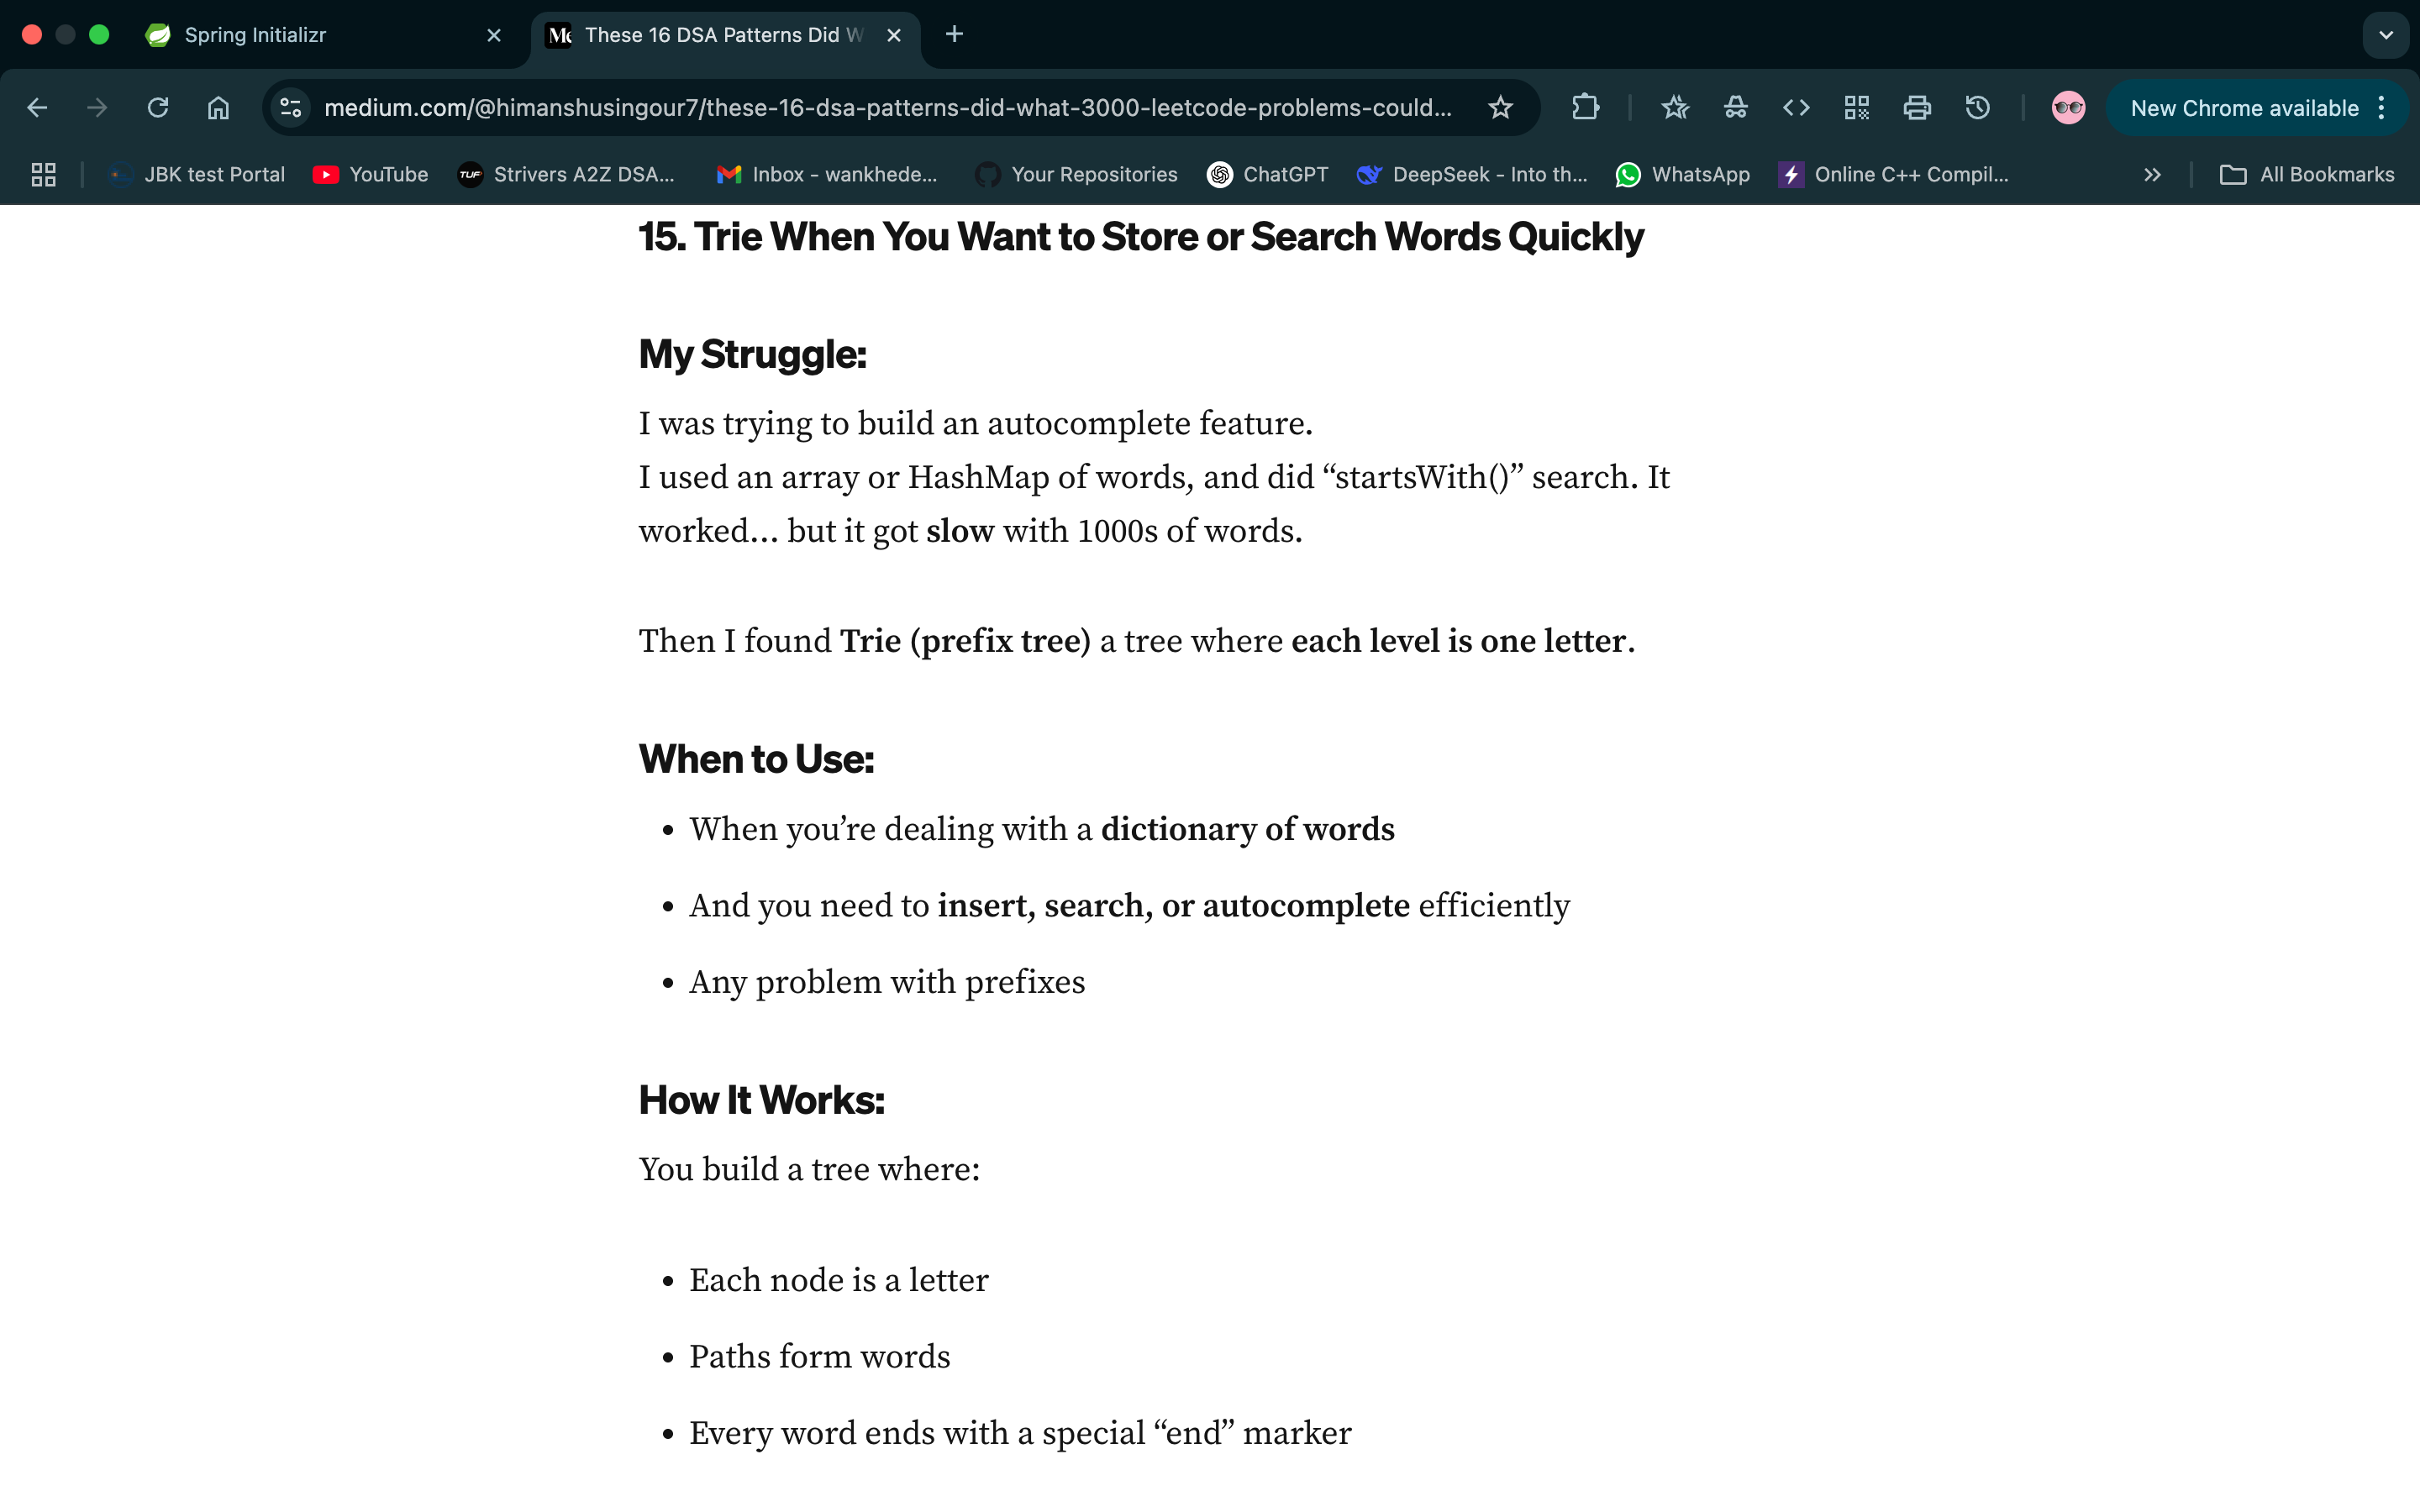 Spring Initializr
These 16 DSA Patterns Did W
medium.com/@himanshusingour7/these-16-dsa-patterns-did-what-3000-leetcode-problems-could...
New Chrome available
JBK test Portal
YouTube
TUF
Strivers A2Z DSA...
Inbox - wankhede...
Your Repositories
ChatGPT
DeepSeek - Into th...
WhatsApp
Online C++ Compil...
All Bookmarks
15. Trie When You Want to Store or Search Words Quickly
My Struggle:
I was trying to build an autocomplete feature.
I used an array or HashMap of words, and did “startsWith()” search. It
worked… but it got slow with 1000s of words.
Then I found Trie (prefix tree) a tree where each level is one letter.
When to Use:
• When you’re dealing with a dictionary of words
• And you need to insert, search, or autocomplete efficiently
• Any problem with prefixes
How It Works:
You build a tree where:
• Each node is a letter
• Paths form words
• Every word ends with a special “end” marker